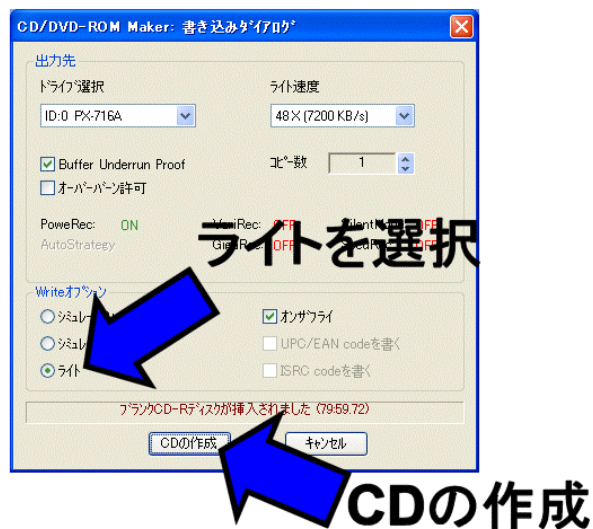 CD/DVD-ROM Maker: 書き込みﾀﾞｲｱﾛｸﾞ
出力先
ﾄﾞﾗｲﾌﾞ選択 ﾗｲﾄ速度
ID:0 PX-716A 48X (7200 KB/s)
Buffer Underrun Proof ｺﾋﾟｰ数 1
ｵｰﾊﾞｰﾊﾞｰﾝ許可
PoweRec: ON VariRec: OFF
AutoStrategy OFF
ライトを選択
Writeｵﾌﾟｼｮﾝ
ｵﾝｻﾞﾌﾗｲ
UPC/EAN codeを書く
ﾗｲﾄ ISRC codeを書く
ﾌﾞﾗﾝｸCD-Rﾃﾞｨｽｸが挿入されました (79:59.72)
CDの作成 ｷｬﾝｾﾙ
CDの作成